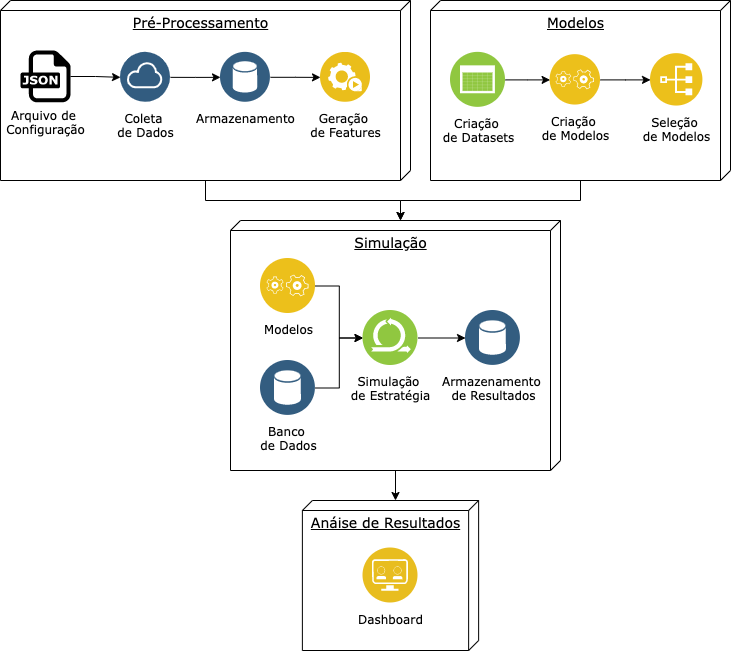 Pré-Processamento
JSON
Arquivo de
Configuração
Coleta
de Dados
Armazenamento
Geração
de Features
Modelos
Criação
de Datasets
Criação
de Modelos
Seleção
de Modelos
Simulação
Modelos
Banco
de Dados
Simulação
de Estratégia
Armazenamento
de Resultados
Anáise de Resultados
Dashboard